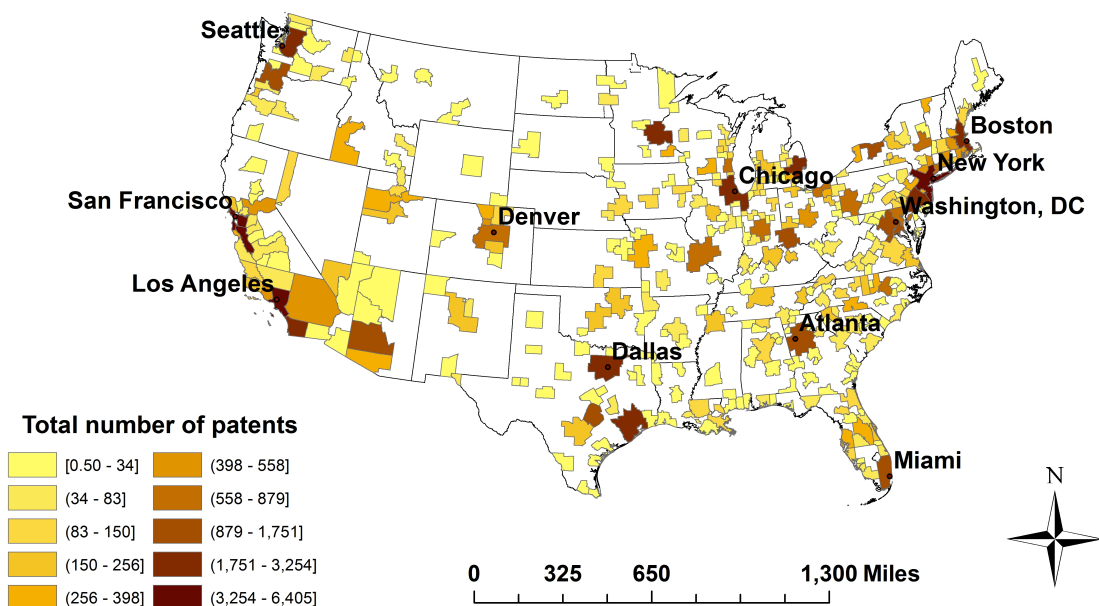 Seattle
Boston
New York
Chicago
San Francisco
Washington, DC
Denver
Los Angeles
Atlanta
Dallas
Miami
Total number of patents
[0.50 - 34]
(34 - 83]
(83 - 150]
(150 - 256]
(256 - 398]
(398 - 558]
(558 - 879]
(879 - 1,751]
(1,751 - 3,254]
(3,254 - 6,405]
N
0 325 650 1,300 Miles